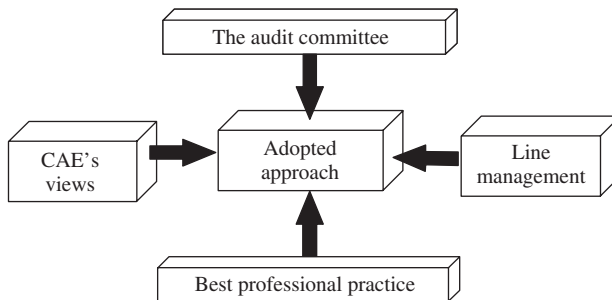 The audit committee
CAE's
views
Adopted
approach
Line
management
Best professional practice